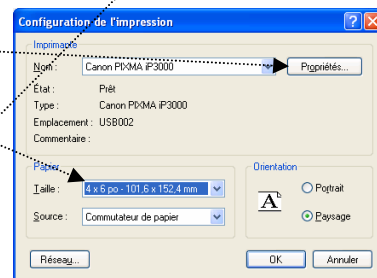 Configuration de l'impression
Imprimante
Nom : Canon PIXMA iP3000 Propriétés...
État : Prêt
Type : Canon PIXMA iP3000
Emplacement : USB002
Commentaire :
Papier
Taille : 4 x 6 po - 101,6 x 152,4 mm
Source : Commutateur de papier
Orientation
A
Portrait
Paysage
Réseau... OK Annuler